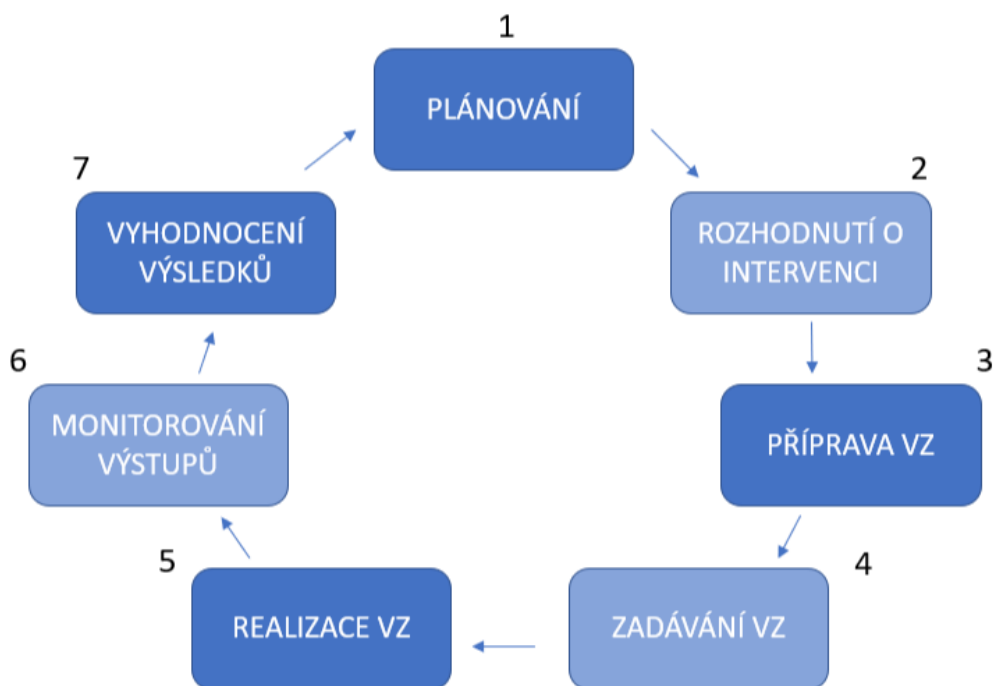 1
PLÁNOVÁNÍ
2
ROZHODNUTÍ O
INTERVENCI
3
PŘÍPRAVA VZ
4
ZADÁVÁNÍ VZ
5
REALIZACE VZ
6
MONITOROVÁNÍ
VÝSTUPŮ
7
VYHODNOCENÍ
VÝSLEDKŮ